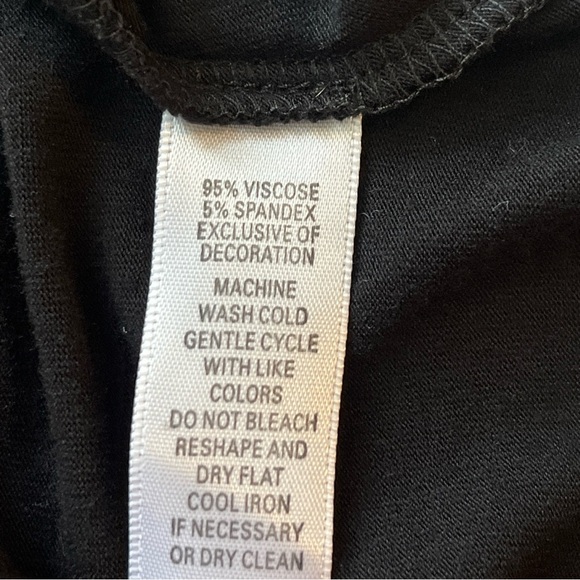 95% VISCOSE
5% SPANDEX
EXCLUSIVE OF
DECORATION
MACHINE
WASH COLD
GENTLE CYCLE
WITH LIKE
COLORS
DO NOT BLEACH
RESHAPE AND
DRY FLAT
COOL IRON
IF NECESSARY
OR DRY CLEAN